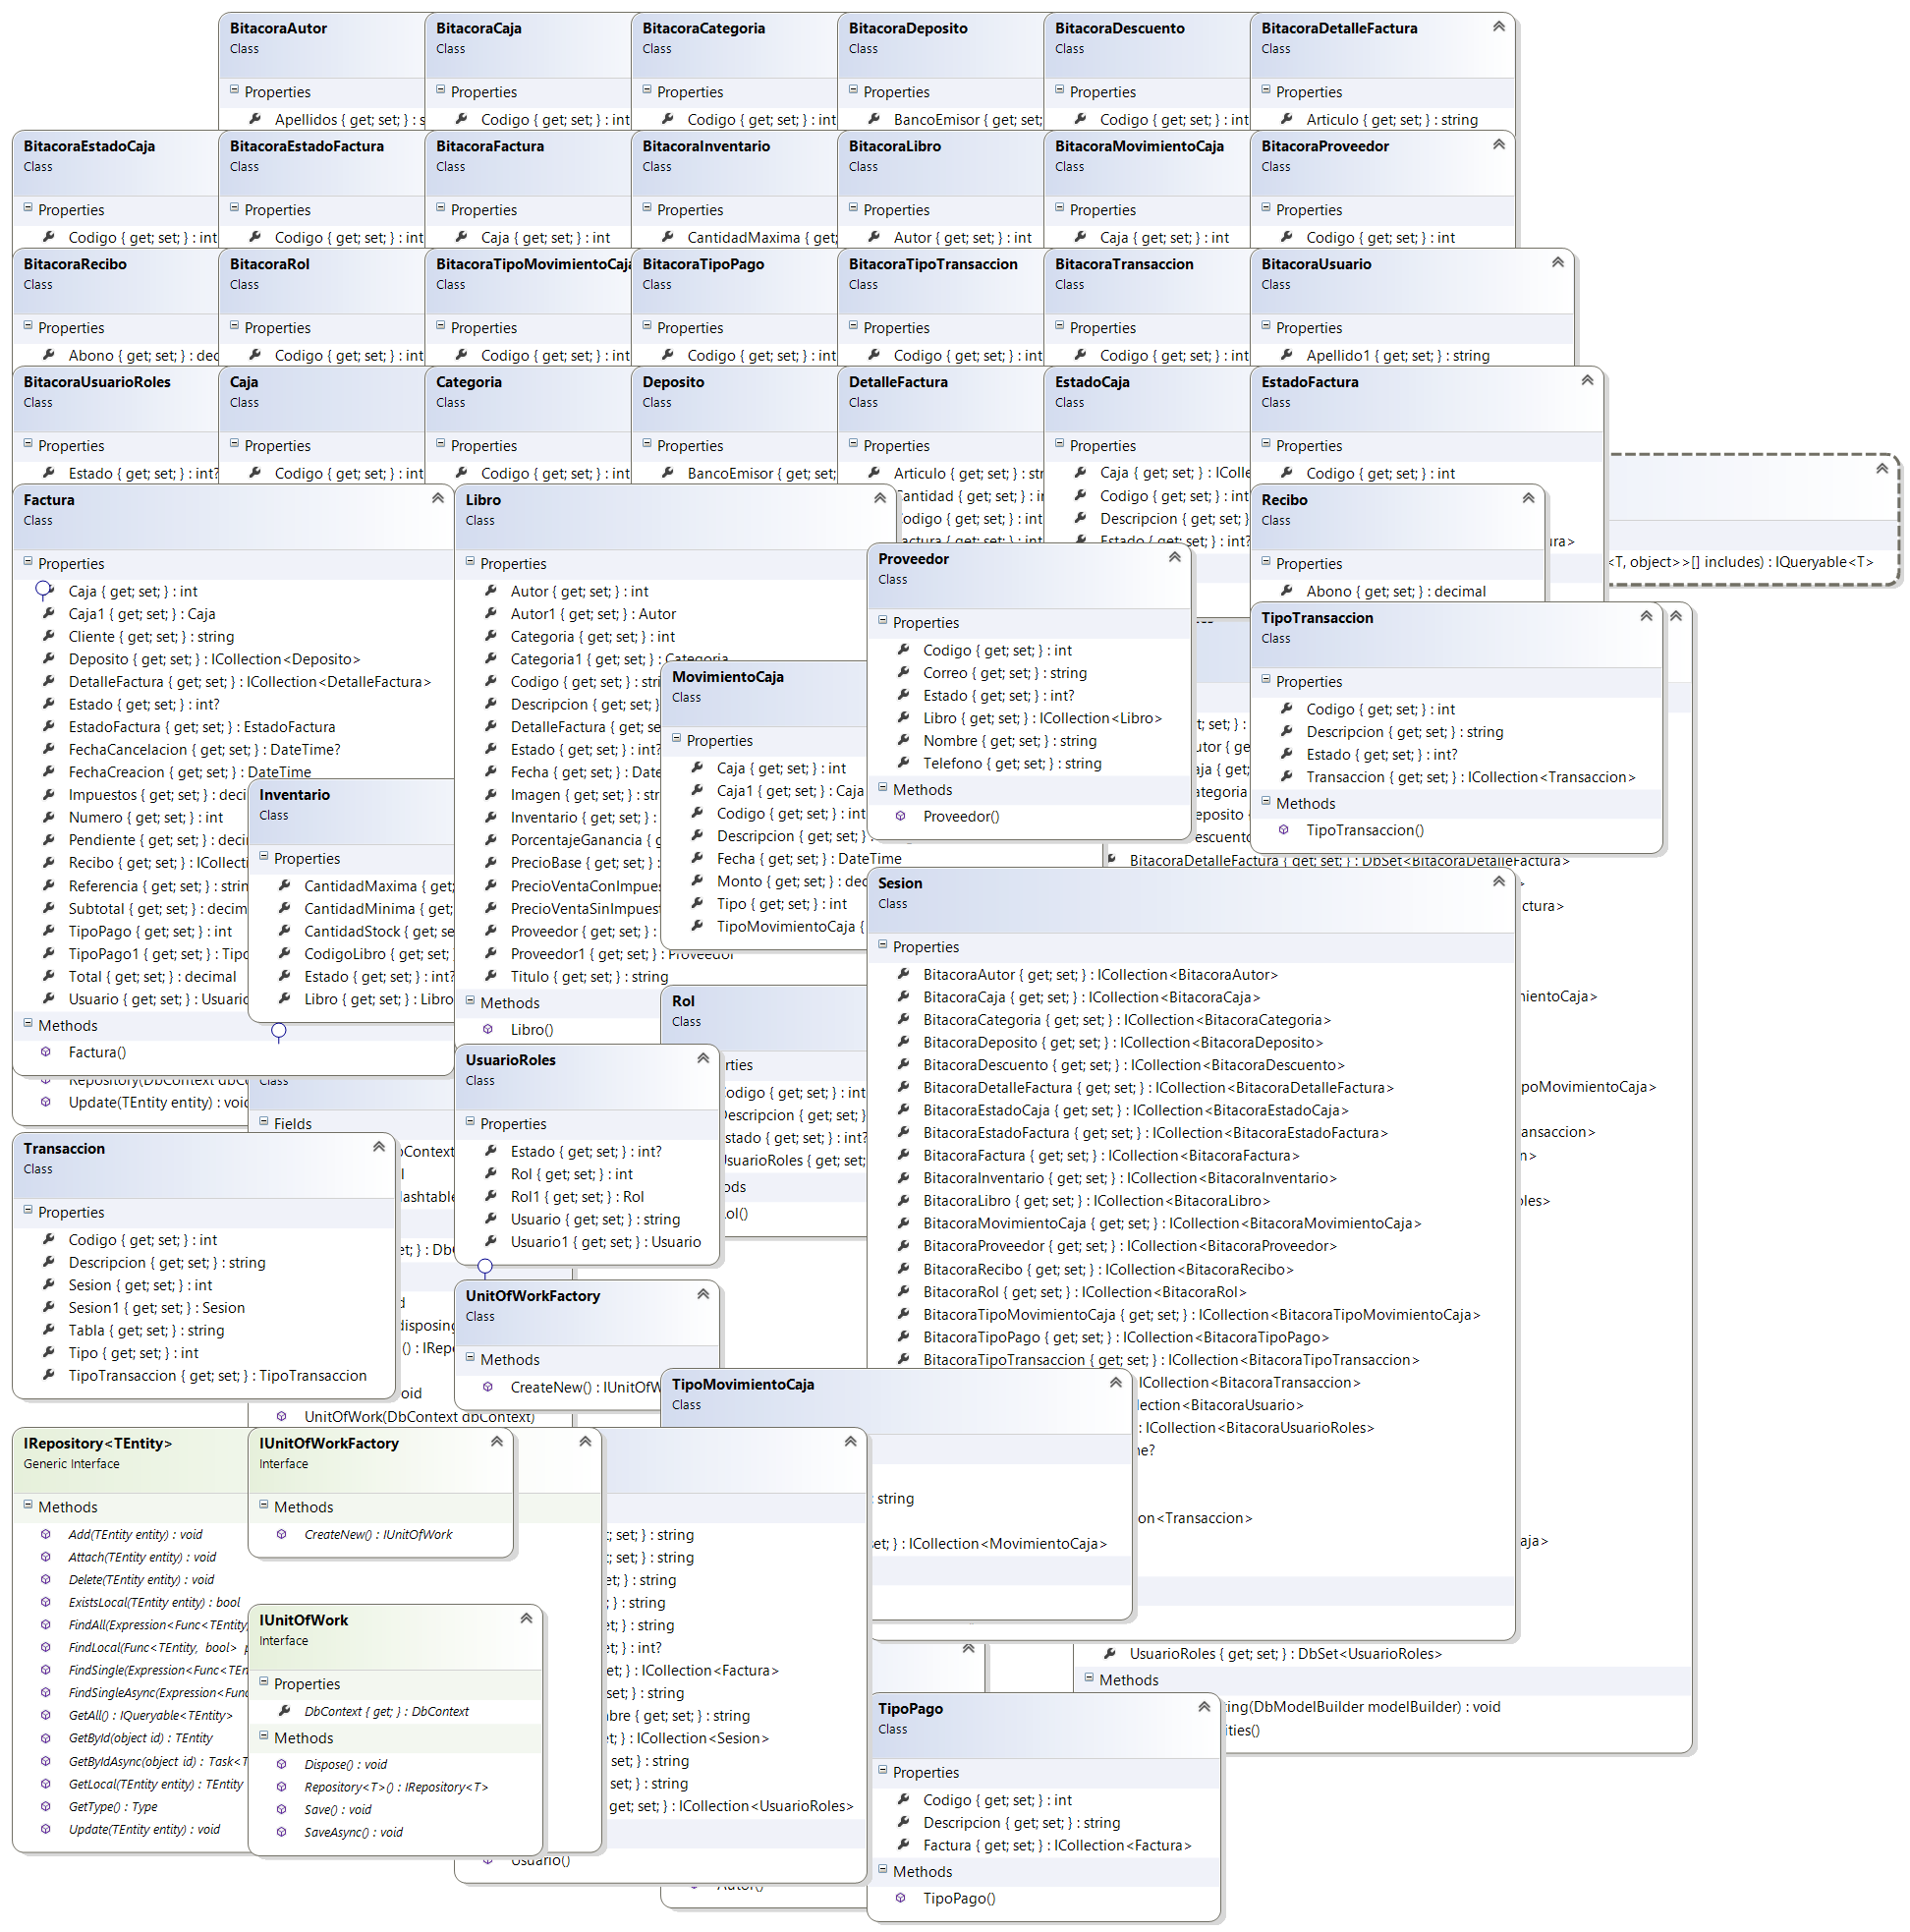 BitacoraAutor
Class
Properties
Apellidos { get; set; } : s
BitacoraCaja
Class
Properties
Codigo { get; set; } : int
BitacoraCategoria
Class
Properties
Codigo { get; set; } : int
BitacoraDeposito
Class
Properties
BancoEmisor { get; set;
BitacoraDescuento
Class
Properties
Codigo { get; set; } : int
BitacoraDetalleFactura
Class
Properties
Articulo { get; set; } : string
BitacoraEstadoCaja
Class
Properties
Codigo { get; set; } : int
BitacoraEstadoFactura
Class
Properties
Codigo { get; set; } : int
BitacoraFactura
Class
Properties
Caja { get; set; } : int
BitacoraInventario
Class
Properties
CantidadMaxima { get;
BitacoraLibro
Class
Properties
Autor { get; set; } : int
BitacoraMovimientoCaja
Class
Properties
Caja { get; set; } : int
BitacoraProveedor
Class
Properties
Codigo { get; set; } : int
BitacoraRecibo
Class
Properties
Abono { get; set; } : dec
BitacoraRol
Class
Properties
Codigo { get; set; } : int
BitacoraTipoMovimientoCaja
Class
Properties
Codigo { get; set; } : int
BitacoraTipoPago
Class
Properties
Codigo { get; set; } : int
BitacoraTipoTransaccion
Class
Properties
Codigo { get; set; } : int
BitacoraTransaccion
Class
Properties
Codigo { get; set; } : int
BitacoraUsuario
Class
Properties
Apellido1 { get; set; } : string
BitacoraUsuarioRoles
Class
Properties
Estado { get; set; } : int?
Caja
Class
Properties
Codigo { get; set; } : int
Categoria
Class
Properties
Codigo { get; set; } : int
Deposito
Class
Properties
BancoEmisor { get; set;
DetalleFactura
Class
Properties
Articulo { get; set; } : str
Cantidad { get; set; } : i
Codigo { get; set; } : int
EstadoCaja
Class
Properties
Caja { get; set; } : IColle
Codigo { get; set; } : int
Descripcion { get; set; }
Estado { get; set; } : int?
EstadoFactura
Class
Properties
Codigo { get; set; } : int
ura>
<T, object>>[] includes) : IQueryable<T>
Factura
Class
Properties
Caja { get; set; } : int
Caja1 { get; set; } : Caja
Cliente { get; set; } : string
Deposito { get; set; } : ICollection<Deposito>
DetalleFactura { get; set; } : ICollection<DetalleFactura>
Estado { get; set; } : int?
EstadoFactura { get; set; } : EstadoFactura
FechaCancelacion { get; set; } : DateTime?
FechaCreacion { get; set; } : DateTime
Impuestos { get; set; } : deci
Numero { get; set; } : int
Pendiente { get; set; } : decir
Recibo { get; set; } : ICollecti
Referencia { get; set; } : strin
Subtotal { get; set; } : decim
TipoPago { get; set; } : int
TipoPago1 { get; set; } : Tipo
Total { get; set; } : decimal
Usuario { get; set; } : Usuario
Methods
Factura()
Repository(DbContext dbCo
Update(TEntity entity) : void
Libro
Class
Properties
Autor { get; set; } : int
Autor1 { get; set; } : Autor
Categoria { get; set; } : int
Categoria1 { get; set; } : Categoria
Codigo { get; set; } : stri
Descripcion { get; set; }
DetalleFactura { get; se
Estado { get; set; } : int?
Fecha { get; set; } : Date
Imagen { get; set; } : str
Inventario { get; set; } :
PorcentajeGanancia { g
PrecioBase { get; set; } :
PrecioVentaConImpues
PrecioVentaSinImpuest
Proveedor { get; set; } :
Proveedor1 { get; set; } : Proveedor
Titulo { get; set; } : string
Methods
Libro()
Inventario
Class
Properties
CantidadMaxima { get;
CantidadMinima { get;
CantidadStock { get; se
CodigoLibro { get; set; }
Estado { get; set; } : int?
Libro { get; set; } : Libro
MovimientoCaja
Class
Properties
Caja { get; set; } : int
Caja1 { get; set; } : Caja
Codigo { get; set; } : int
Descripcion { get; set; }
Fecha { get; set; } : DateTime
Monto { get; set; } : dec
Tipo { get; set; } : int
TipoMovimientoCaja {
Proveedor
Class
Properties
Codigo { get; set; } : int
Correo { get; set; } : string
Estado { get; set; } : int?
Libro { get; set; } : ICollection<Libro>
Nombre { get; set; } : string
Telefono { get; set; } : string
Methods
Proveedor()
Recibo
Class
Properties
Abono { get; set; } : decimal
TipoTransaccion
Class
Properties
Codigo { get; set; } : int
Descripcion { get; set; } : string
Estado { get; set; } : int?
Transaccion { get; set; } : ICollection<Transaccion>
Methods
TipoTransaccion()
BitacoraDetalleFactura { get; set; } : DbSet<BitacoraDetalleFactura>
Sesion
Class
Properties
BitacoraAutor { get; set; } : ICollection<BitacoraAutor>
BitacoraCaja { get; set; } : ICollection<BitacoraCaja>
BitacoraCategoria { get; set; } : ICollection<BitacoraCategoria>
BitacoraDeposito { get; set; } : ICollection<BitacoraDeposito>
BitacoraDescuento { get; set; } : ICollection<BitacoraDescuento>
BitacoraDetalleFactura { get; set; } : ICollection<BitacoraDetalleFactura>
BitacoraEstadoCaja { get; set; } : ICollection<BitacoraEstadoCaja>
BitacoraEstadoFactura { get; set; } : ICollection<BitacoraEstadoFactura>
BitacoraFactura { get; set; } : ICollection<BitacoraFactura>
BitacoraInventario { get; set; } : ICollection<BitacoraInventario>
BitacoraLibro { get; set; } : ICollection<BitacoraLibro>
BitacoraMovimientoCaja { get; set; } : ICollection<BitacoraMovimientoCaja>
BitacoraProveedor { get; set; } : ICollection<BitacoraProveedor>
BitacoraRecibo { get; set; } : ICollection<BitacoraRecibo>
BitacoraRol { get; set; } : ICollection<BitacoraRol>
BitacoraTipoMovimientoCaja { get; set; } : ICollection<BitacoraTipoMovimientoCaja>
BitacoraTipoPago { get; set; } : ICollection<BitacoraTipoPago>
BitacoraTipoTransaccion { get; set; } : ICollection<BitacoraTipoTransaccion>
: ICollection<BitacoraTransaccion>
llection<BitacoraUsuario>
: ICollection<BitacoraUsuarioRoles>
me?
on<Transaccion>
ctura>
mientoCaja>
poMovimientoCaja>
ansaccion>
oles>
aja>
UsuarioRoles { get; set; } : DbSet<UsuarioRoles>
Methods
ting(DbModelBuilder modelBuilder) : void
ities()
Rol
Class
rties
Codigo { get; set; } : int
Descripcion { get; set; }
Estado { get; set; } : int?
UsuarioRoles { get; set;
ods
Rol()
UsuarioRoles
Class
Properties
Estado { get; set; } : int?
Rol { get; set; } : int
Rol1 { get; set; } : Rol
Usuario { get; set; } : string
Usuario1 { get; set; } : Usuario
Class
Fields
Transaccion
Class
Properties
Codigo { get; set; } : int
Descripcion { get; set; } : string
Sesion { get; set; } : int
Sesion1 { get; set; } : Sesion
Tabla { get; set; } : string
Tipo { get; set; } : int
TipoTransaccion { get; set; } : TipoTransaccion
bContext
lashtable
et; } : DbC
disposing
() : IRepo
oid
UnitOfWork(DbContext dbContext)
UnitOfWorkFactory
Class
Methods
CreateNew() : IUnitOfW
TipoMovimientoCaja
Class
: string
set; } : ICollection<MovimientoCaja>
IRepository<TEntity>
Generic Interface
Methods
Add(TEntity entity) : void
Attach(TEntity entity) : void
Delete(TEntity entity) : void
ExistsLocal(TEntity entity) : bool
FindAll(Expression<Func<TEntity,
FindLocal(Func<TEntity, bool> p
FindSingle(Expression<Func<TEn
FindSingleAsync(Expression<Func
GetAll() : IQueryable<TEntity>
GetById(object id) : TEntity
GetByIdAsync(object id) : Task<T
GetLocal(TEntity entity) : TEntity
GetType() : Type
Update(TEntity entity) : void
IUnitOfWorkFactory
Interface
Methods
CreateNew() : IUnitOfWork
IUnitOfWork
Interface
Properties
DbContext { get; } : DbContext
Methods
Dispose() : void
Repository<T>() : IRepository<T>
Save() : void
SaveAsync() : void
; set; } : string
; set; } : string
et; } : string
et; } : string
et; } : string
; set; } : int?
et; } : ICollection<Factura>
set; } : string
bre { get; set; } : string
et; } : ICollection<Sesion>
set; } : string
set; } : string
get; set; } : ICollection<UsuarioRoles>
Usuario()
Autor()
TipoPago
Class
Properties
Codigo { get; set; } : int
Descripcion { get; set; } : string
Factura { get; set; } : ICollection<Factura>
Methods
TipoPago()